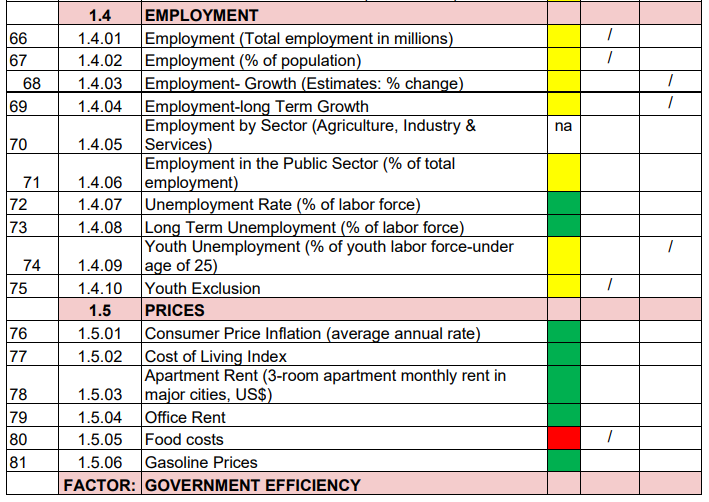 1.4 EMPLOYMENT
66 1.4.01 Employment (Total employment in millions) /
67 1.4.02 Employment (% of population) /
68 1.4.03 Employment- Growth (Estimates: % change) /
69 1.4.04 Employment-long Term Growth /
Employment by Sector (Agriculture, Industry & na
70 1.4.05 Services)
Employment in the Public Sector (% of total
71 1.4.06 employment)
72 1.4.07 Unemployment Rate (% of labor force)
73 1.4.08 Long Term Unemployment (% of labor force)
Youth Unemployment (% of youth labor force-under /
74 1.4.09 age of 25)
75 1.4.10 Youth Exclusion /
1.5 PRICES
76 1.5.01 Consumer Price Inflation (average annual rate)
77 1.5.02 Cost of Living Index
Apartment Rent (3-room apartment monthly rent in
78 1.5.03 major cities, US$)
79 1.5.04 Office Rent
80 1.5.05 Food costs /
81 1.5.06 Gasoline Prices
FACTOR: GOVERNMENT EFFICIENCY